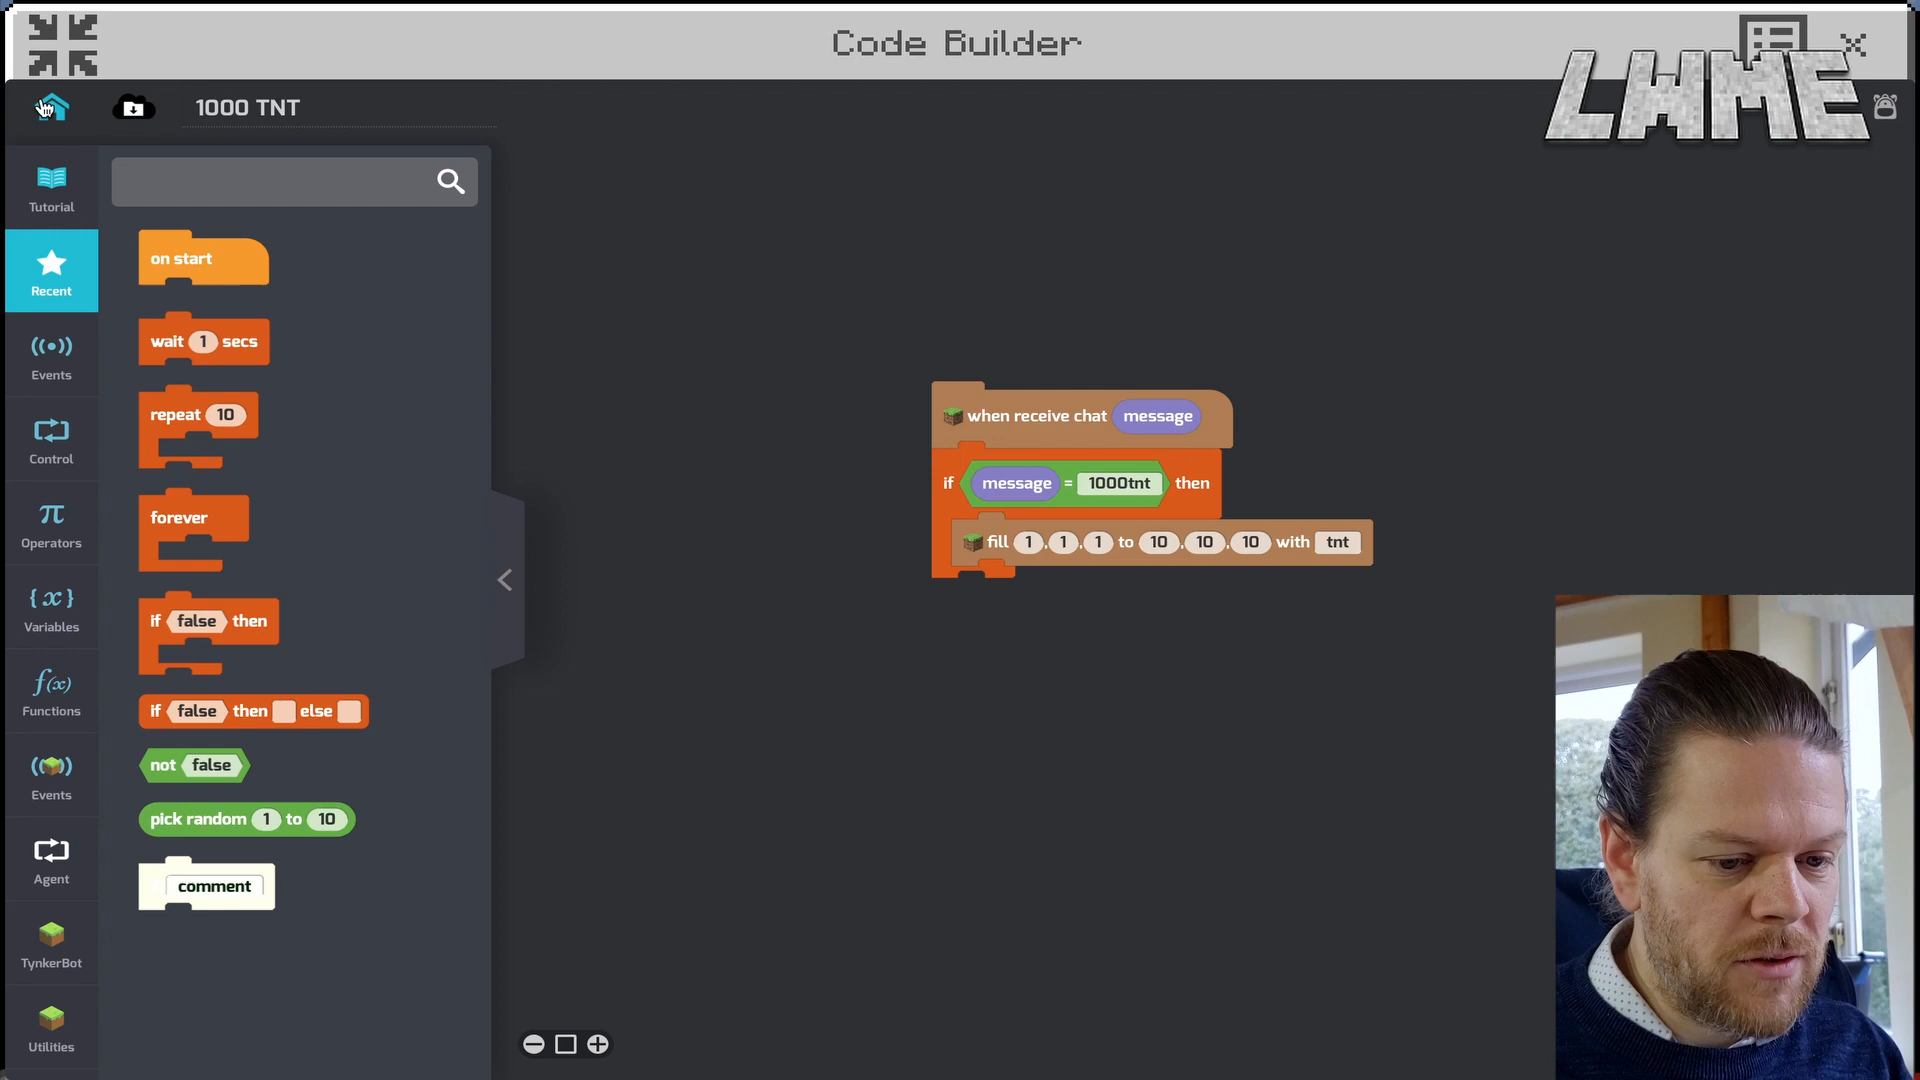 Code Builder
LWME
1000 TNT
Tutorial
Recent
Events
Control
π
Operators
{x}
Variables
f(x)
Functions
Events
Agent
TynkerBot
Utilities
on start
wait 1 secs
repeat 10
forever
if false then
if false then else
not false
pick random 1 to 10
comment
when receive chat message
if message = 1000tnt then
fill 1,1,1 to 10,10,10 with tnt